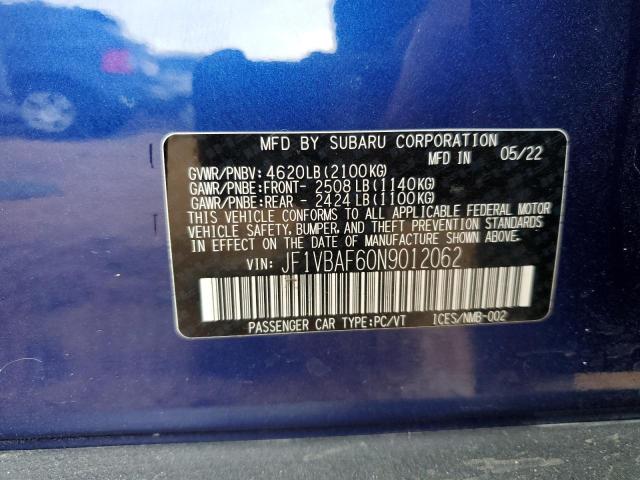 MFD BY SUBARU CORPORATION
MFD IN 05/22
GVWR/PNBV: 4620LB(2100KG)
GAWR/PNBE:FRONT- 2508LB(1140KG)
GAWR/PNBE:REAR - 2424LB(1100KG)
THIS VEHICLE CONFORMS TO ALL APPLICABLE FEDERAL MOTOR
VEHICLE SAFETY, BUMPER, AND THEFT PREVENTION STANDARDS
IN EFFECT ON THE DATE OF MANUFACTURE SHOWN ABOVE.
VIN: JF1VBAF60N9012062
PASSENGER CAR TYPE:PC/VT ICES/NMB-002